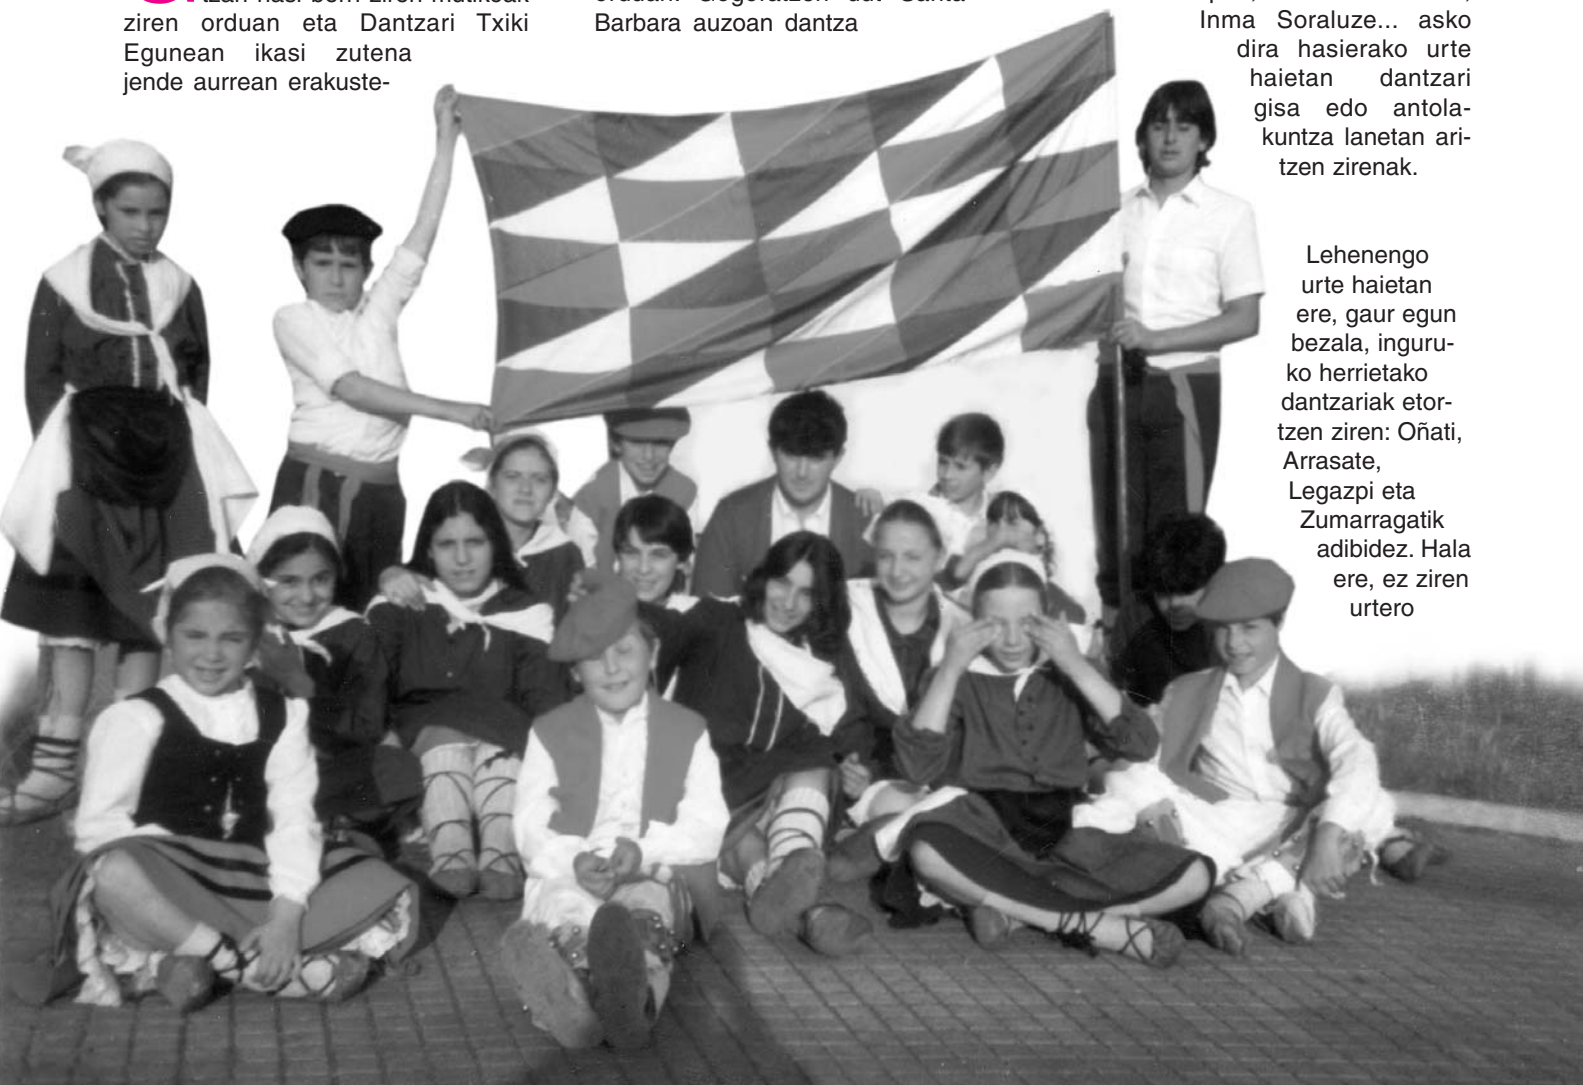 ziren orduan eta Dantzari Txiki
Egunean ikasi zutena
jende aurrean erakuste-
Barbara auzoan dantza
Inma Soraluze... asko
dira hasierako urte
haietan dantzari
gisa edo antola-
kuntza lanetan ari-
tzen zirenak.
Lehenengo
urte haietan
ere, gaur egun
bezala, inguru-
ko herrietako
dantzariak etor-
tzen ziren: Oñati,
Arrasate,
Legazpi eta
Zumarragatik
adibidez. Hala
ere, ez ziren
urtero